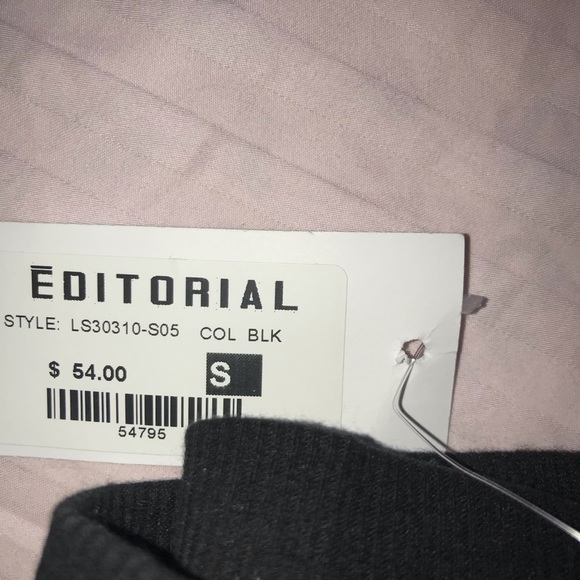 ĒDITORIAL
STYLE: LS30310-S05 COL BLK
$ 54.00 S
54795